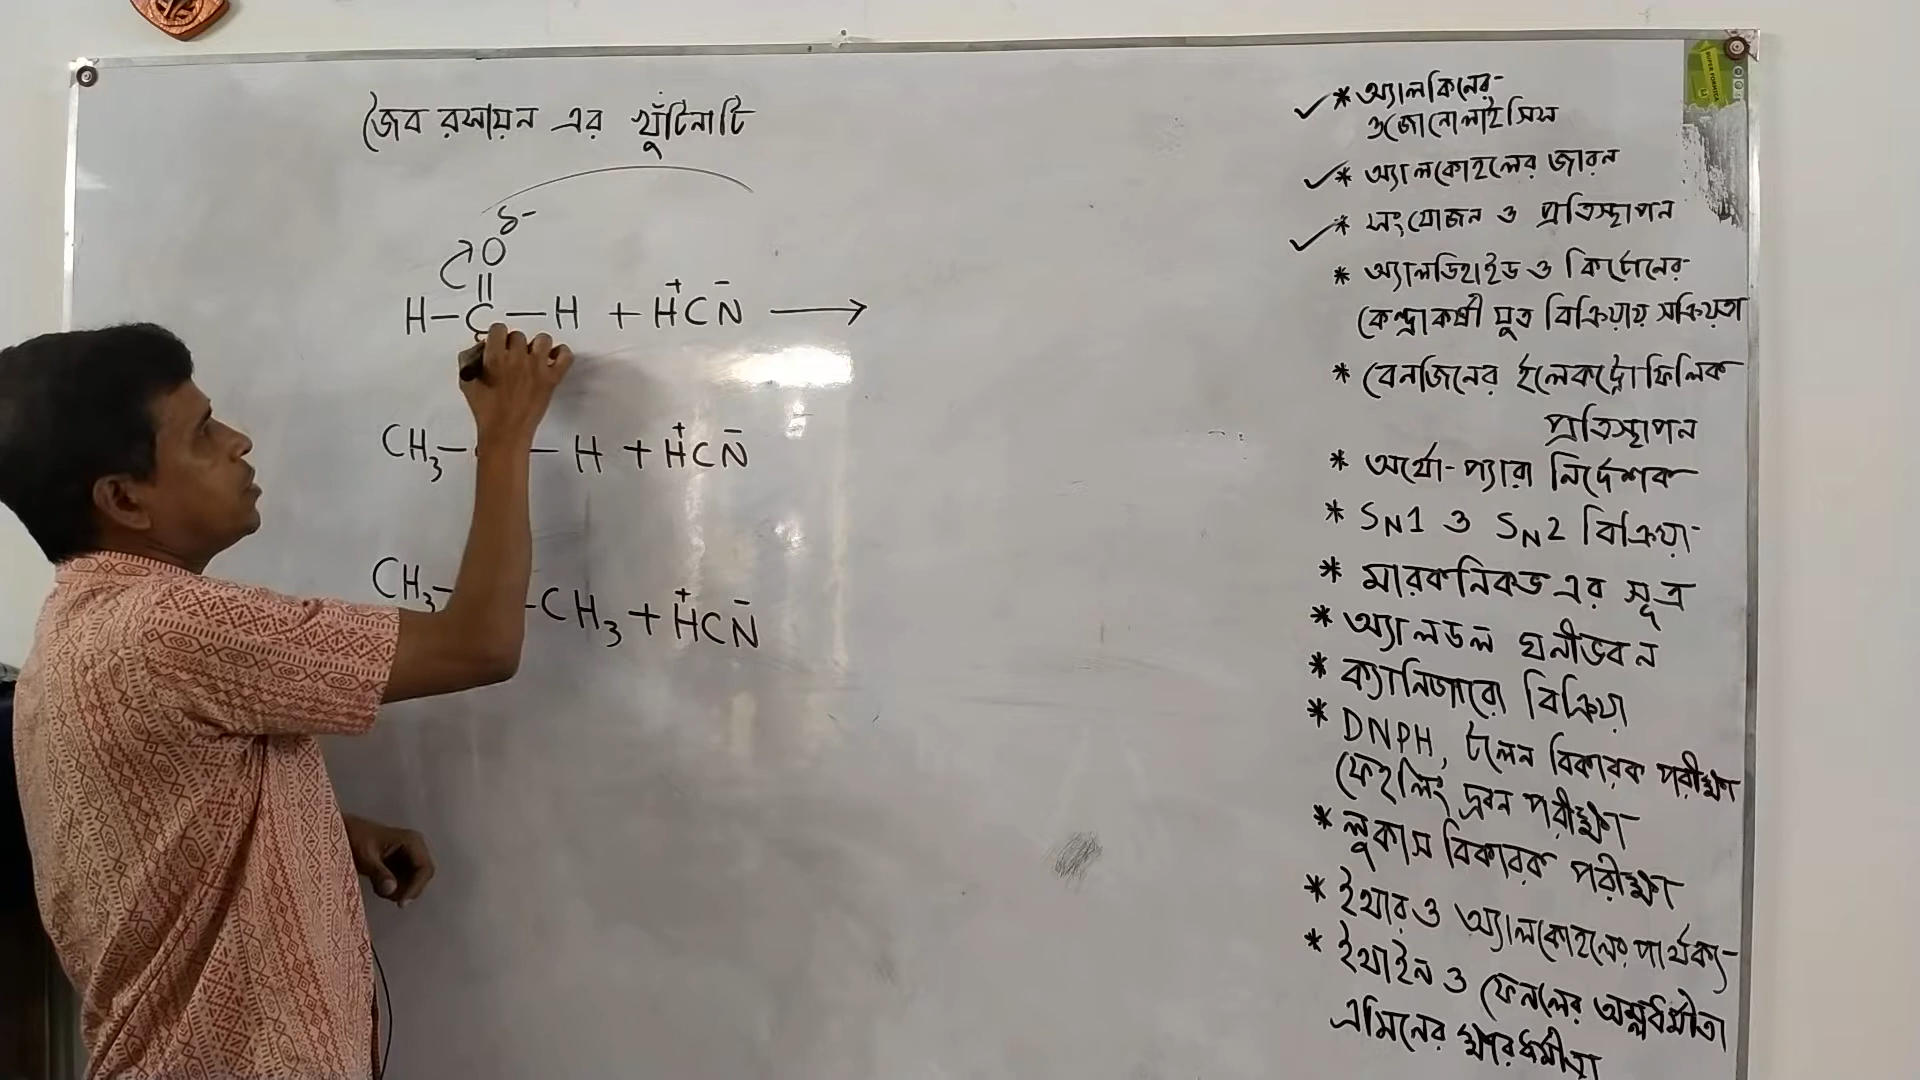 জৈব রসায়ন এর খুঁটিনাটি
δ-
O
||
H-C-H + H⁺CN⁻ →
CH₃- -H + H⁺CN⁻
CH₃- -CH₃ + H⁺CN⁻
✓ * অ্যালকিনের
ওজোনোলাইসিস
✓ * অ্যালকোহলের জারন
✓ * সংযোজন ও প্রতিস্থাপন
* অ্যালডিহাইড ও কিটোনের
কেন্দ্রাকর্ষী যুত বিক্রিয়ায় সক্রিয়তা
* বেনজিনের ইলেকট্রোফিলিক
প্রতিস্থাপন
* অর্থো-প্যারা নির্দেশক
* SN1 ও SN2 বিক্রিয়া
* মারকনিকভ এর সূত্র
* অ্যালডল ঘনীভবন
* ক্যানিজারো বিক্রিয়া
* DNPH, টলেন বিকারক পরীক্ষা
ফেহলিং দ্রবন পরীক্ষা
* লুকাস বিকারক পরীক্ষা
* ইথার ও অ্যালকোহলের পার্থক্য
* ইথাইন ও ফেনলের অম্লধর্মীতা
এমিনের ক্ষারধর্মীতা